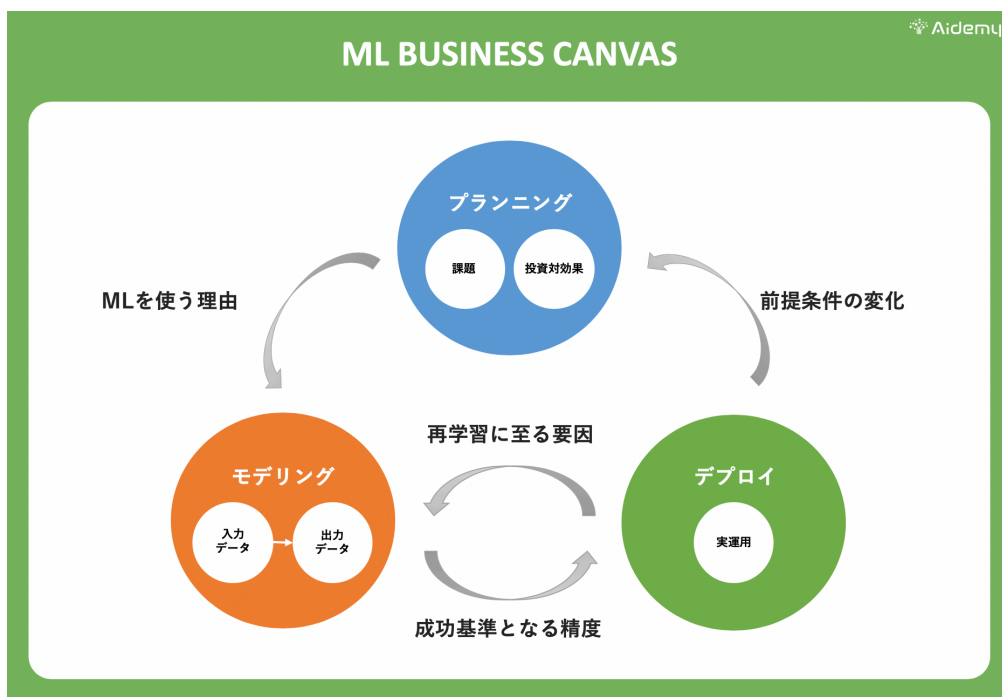 Aidemy
ML BUSINESS CANVAS
プランニング
課題
投資対効果
MLを使う理由
前提条件の変化
再学習に至る要因
モデリング
入力
データ
出力
データ
デプロイ
実運用
成功基準となる精度